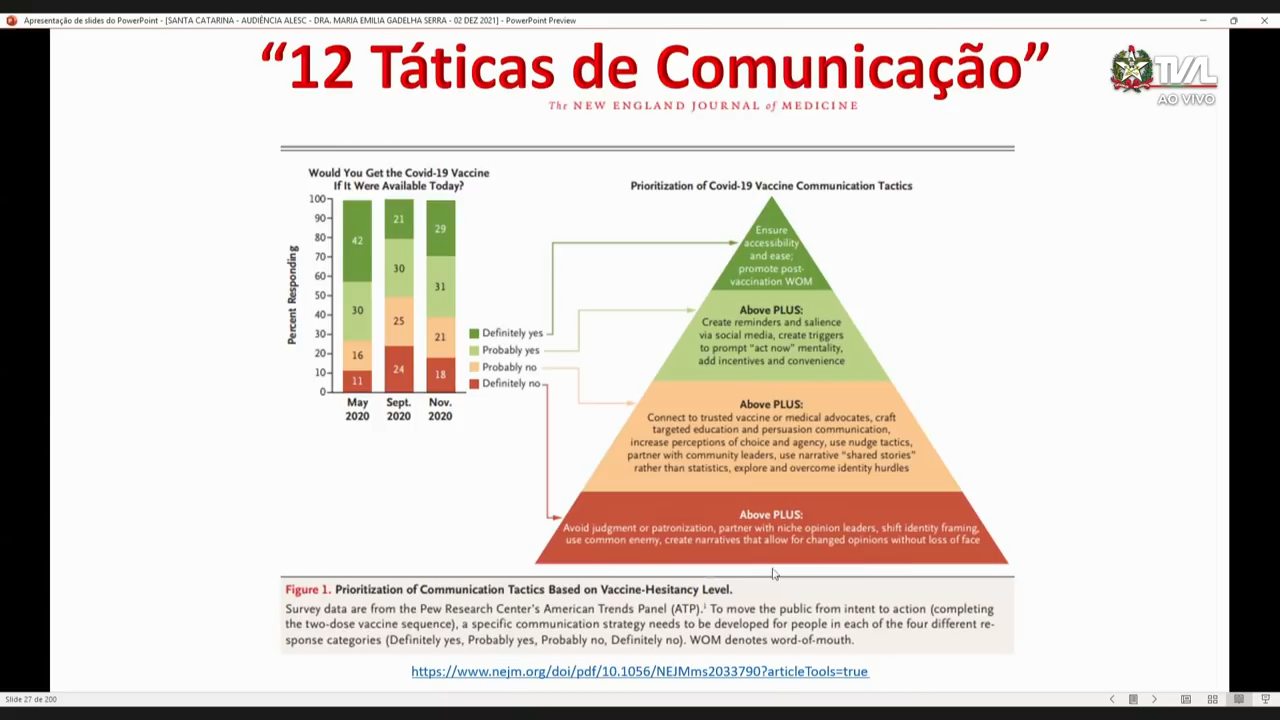 Apresentação de slides do PowerPoint - [SANTA CATARINA - AUDIÊNCIA ALESC - DRA. MARIA EMILIA GADELHA SERRA - 02 DEZ 2021] - PowerPoint Preview
“12 Táticas de Comunicação”
TVAL
AO VIVO
The NEW ENGLAND JOURNAL of MEDICINE
Would You Get the Covid-19 Vaccine
If It Were Available Today?
Percent Responding
100
90
80
70
60
50
40
30
20
10
0
42
30
16
11
21
30
25
24
29
31
21
18
May
2020
Sept.
2020
Nov.
2020
Definitely yes
Probably yes
Probably no
Definitely no
Prioritization of Covid-19 Vaccine Communication Tactics
Ensure
accessibility
and ease;
promote post-
vaccination WOM
Above PLUS:
Create reminders and salience
via social media, create triggers
to prompt “act now” mentality,
add incentives and convenience
Above PLUS:
Connect to trusted vaccine or medical advocates, craft
targeted education and persuasion communication,
increase perceptions of choice and agency, use nudge tactics,
partner with community leaders, use narrative “shared stories”
rather than statistics, explore and overcome identity hurdles
Above PLUS:
Avoid judgment or patronization, partner with niche opinion leaders, shift identity framing,
use common enemy, create narratives that allow for changed opinions without loss of face
Figure 1. Prioritization of Communication Tactics Based on Vaccine-Hesitancy Level.
Survey data are from the Pew Research Center’s American Trends Panel (ATP).¹ To move the public from intent to action (completing
the two-dose vaccine sequence), a specific communication strategy needs to be developed for people in each of the four different re-
sponse categories (Definitely yes, Probably yes, Probably no, Definitely no). WOM denotes word-of-mouth.
https://www.nejm.org/doi/pdf/10.1056/NEJMms2033790?articleTools=true
Slide 27 de 200